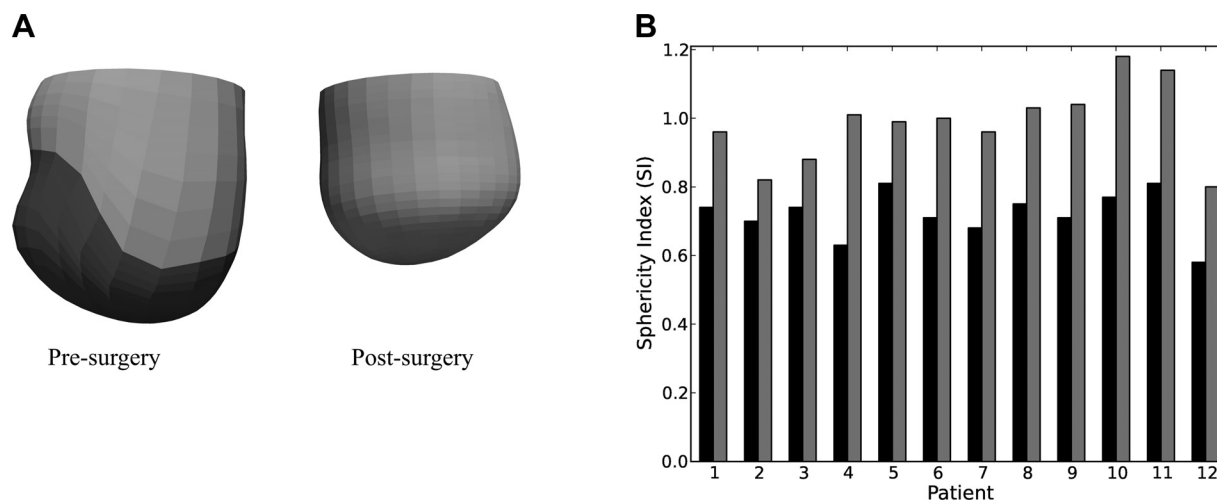 A
B
Pre-surgery
Post-surgery
Sphericity Index (SI)
1.2
1.0
0.8
0.6
0.4
0.2
0.0
1 2 3 4 5 6 7 8 9 10 11 12
Patient